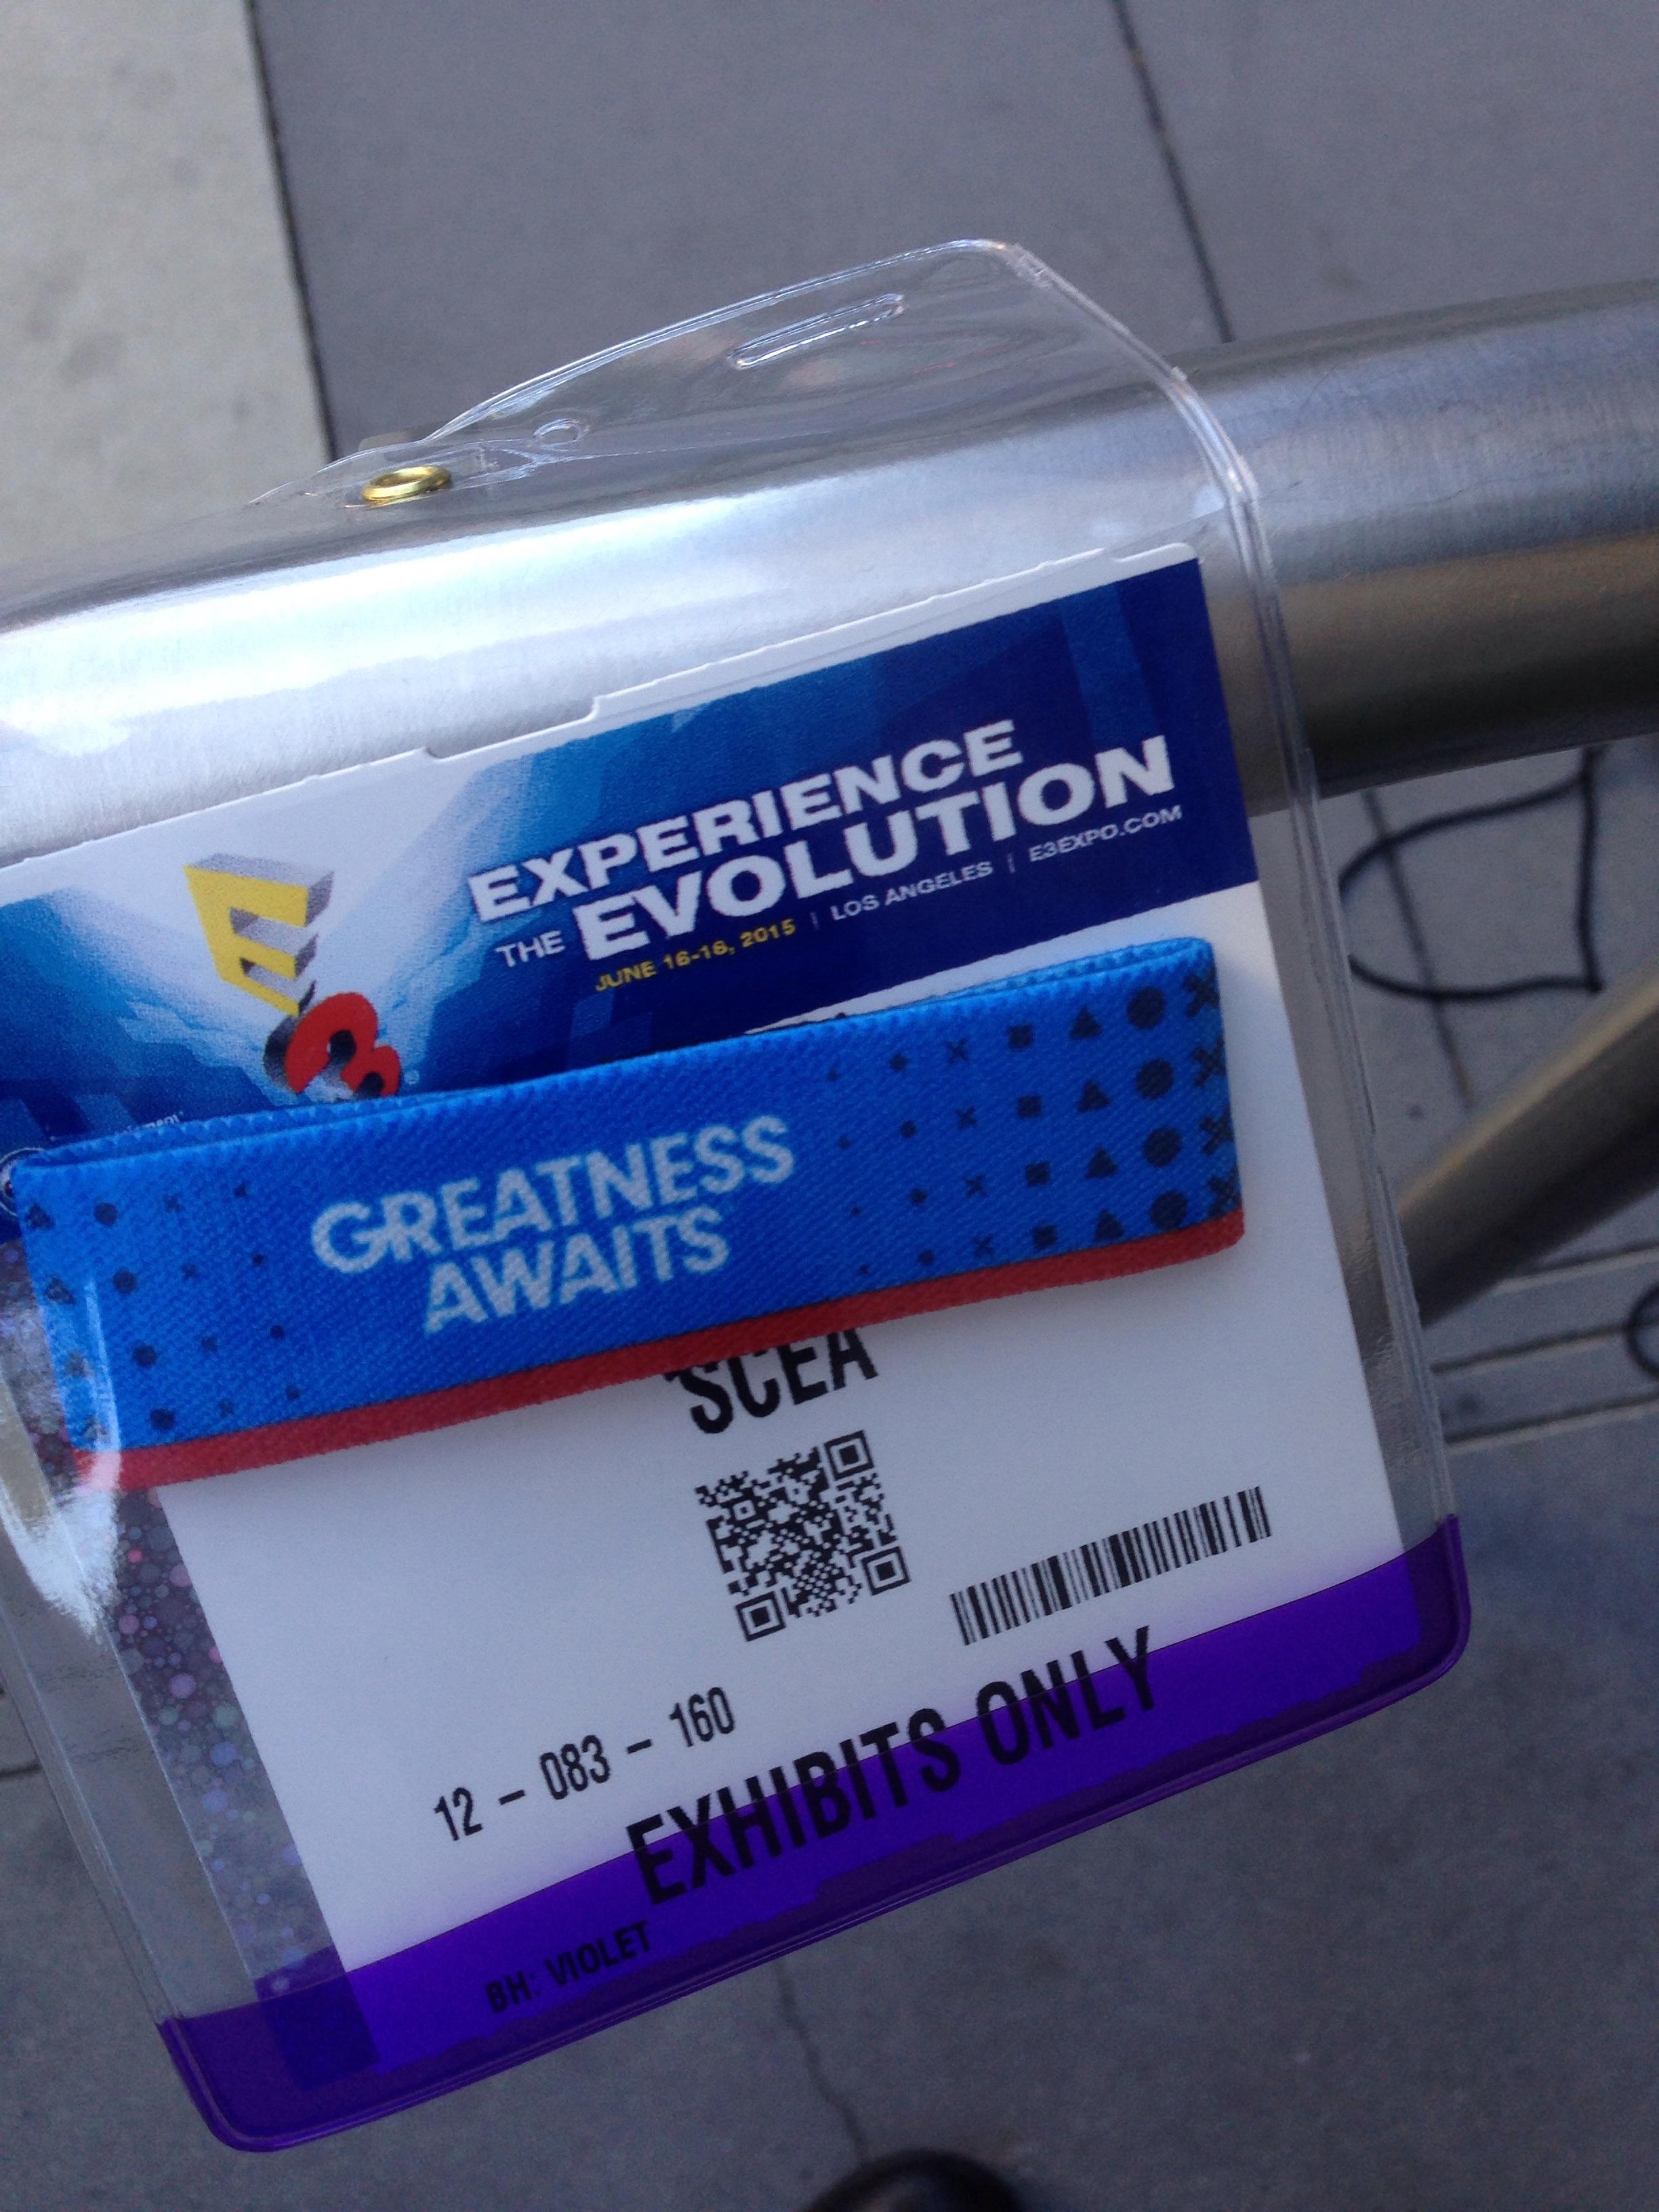 E3
EXPERIENCE
THE EVOLUTION
JUNE 16-18, 2015 | LOS ANGELES | E3EXPO.COM
GREATNESS
AWAITS
SCEA
12 - 083 - 160
EXHIBITS ONLY
BH: VIOLET